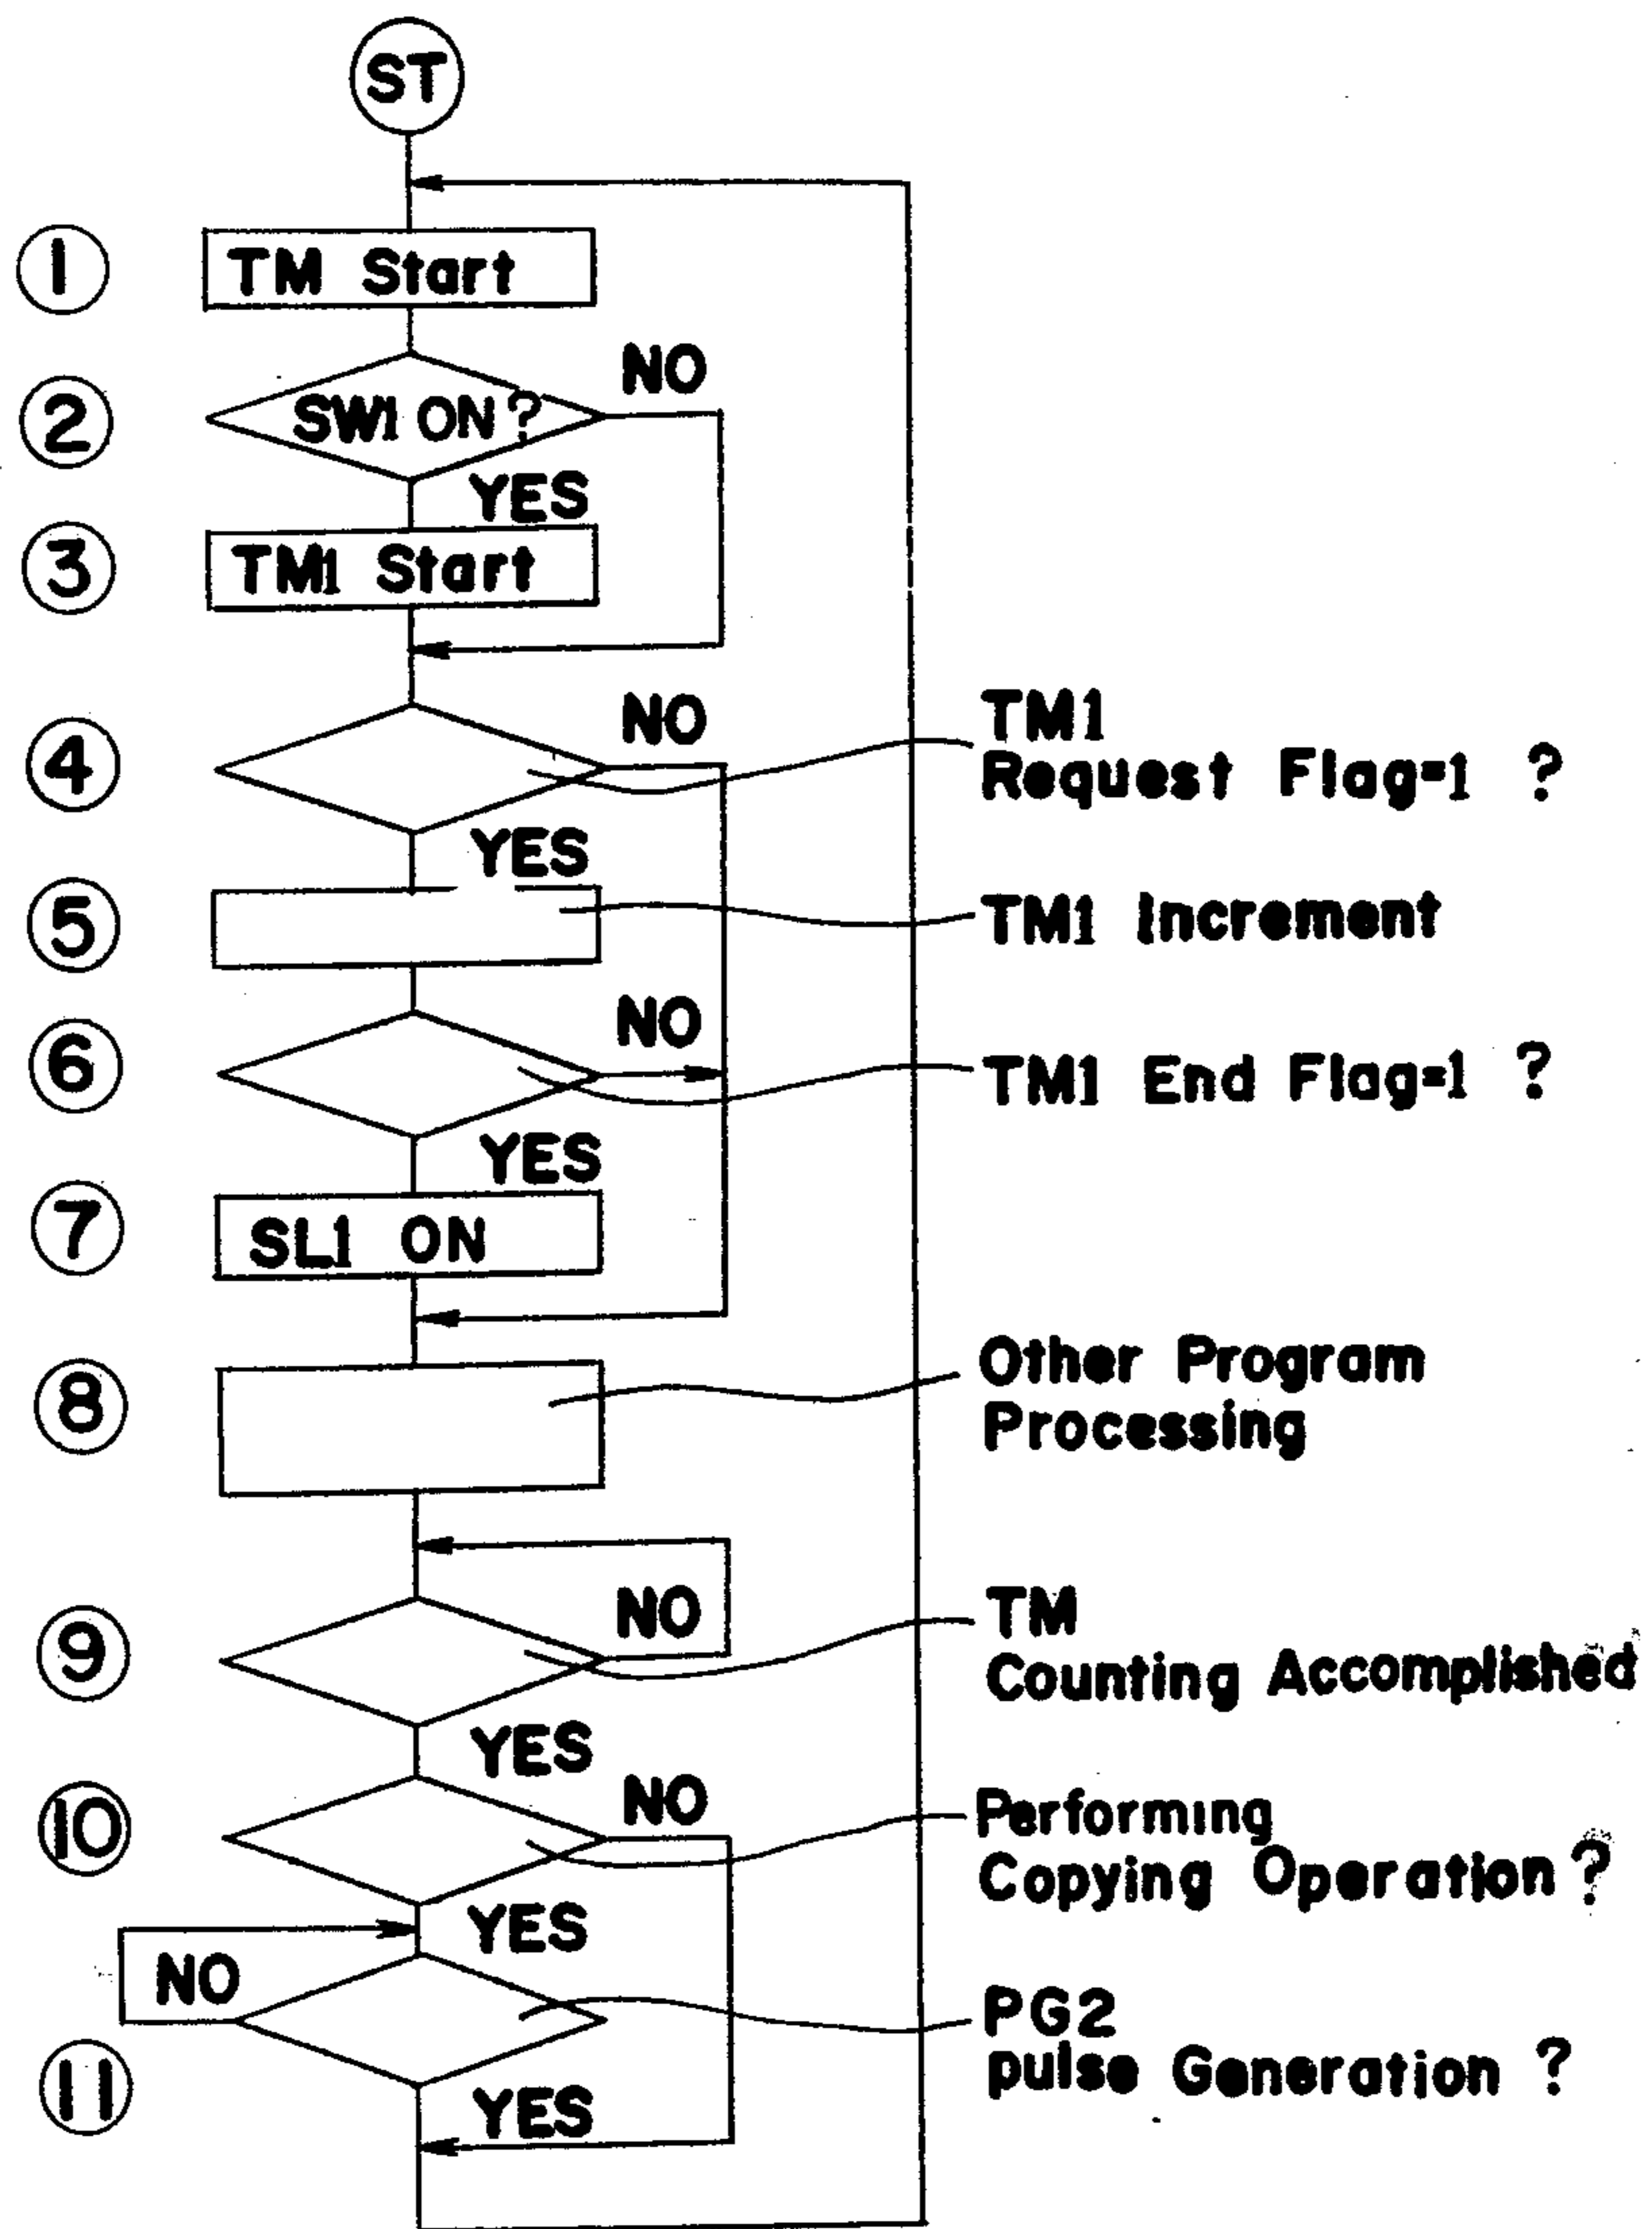 ST
1
TM Start
2
SW1 ON ?
NO
YES
3
TM1 Start
4
NO
TM1
Request Flag=1 ?
YES
5
TM1 Increment
6
NO
TM1 End Flag=1 ?
YES
7
SL1 ON
8
Other Program
Processing
9
NO
TM
Counting Accomplished
YES
10
NO
Performing
Copying Operation ?
YES
NO
11
PG2
pulse Generation ?
YES